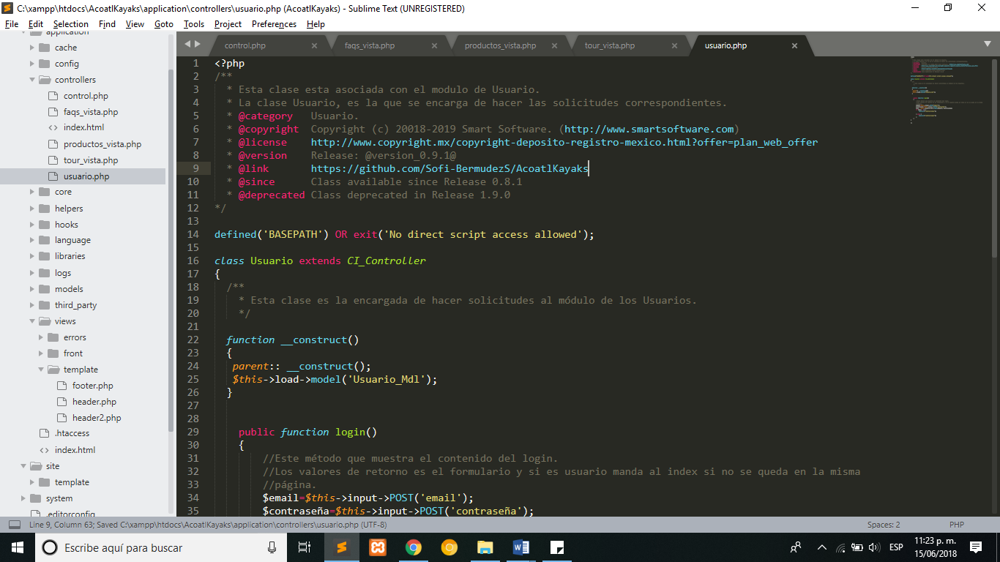 C:\xampp\htdocs\AcoatlKayaks\application\controllers\usuario.php (AcoatlKayaks) - Sublime Text (UNREGISTERED)
File Edit Selection Find View Goto Tools Project Preferences Help
application
cache
config
controllers
control.php
faqs_vista.php
index.html
productos_vista.php
tour_vista.php
usuario.php
core
helpers
hooks
language
libraries
logs
models
third_party
views
errors
front
template
footer.php
header.php
header2.php
.htaccess
index.html
site
template
system
.editorconfig
control.php × faqs_vista.php × productos_vista.php × tour_vista.php × usuario.php ×
1 <?php
2 /**
3 * Esta clase esta asociada con el modulo de Usuario.
4 * La clase Usuario, es la que se encarga de hacer las solicitudes correspondientes.
5 * @category Usuario.
6 * @copyright Copyright (c) 20018-2019 Smart Software. (http://www.smartsoftware.com)
7 * @license http://www.copyright.mx/copyright-deposito-registro-mexico.html?offer=plan_web_offer
8 * @version Release: @version_0.9.1@
9 * @link https://github.com/Sofi-BermudezS/AcoatlKayaks
10 * @since Class available since Release 0.8.1
11 * @deprecated Class deprecated in Release 1.9.0
12 */
13
14 defined('BASEPATH') OR exit('No direct script access allowed');
15
16 class Usuario extends CI_Controller
17 {
18 /**
19 * Esta clase es la encargada de hacer solicitudes al módulo de los Usuarios.
20 */
21
22 function __construct()
23 {
24 parent:: __construct();
25 $this->load->model('Usuario_Mdl');
26 }
27
28
29 public function login()
30 {
31 //Este método que muestra el contenido del login.
32 //Los valores de retorno es el formulario y si es usuario manda al index si no se queda en la misma
33 //página.
34 $email=$this->input->POST('email');
35 $contraseña=$this->input->POST('contraseña');
Line 9, Column 63; Saved C:\xampp\htdocs\AcoatlKayaks\application\controllers\usuario.php (UTF-8) Spaces: 2 PHP
Escribe aquí para buscar
ESP
11:23 p. m.
15/06/2018